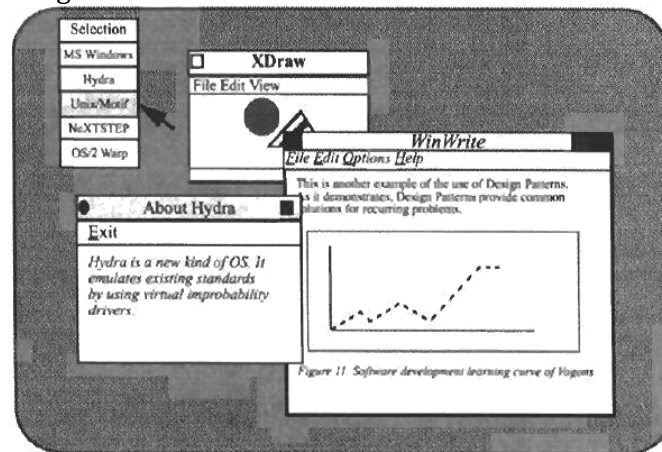 Selection
MS Windows
Hydra
Unix/Motif
NeXTSTEP
OS/2 Warp
XDraw
File Edit View
WinWrite
File Edit Options Help
This is another example of the use of Design Patterns.
As it demonstrates, Design Patterns provide common
solutions for recurring problems.
Figure 11. Software development learning curve of Vogons
About Hydra
Exit
Hydra is a new kind of OS. It
emulates existing standards
by using virtual improbability
drivers.